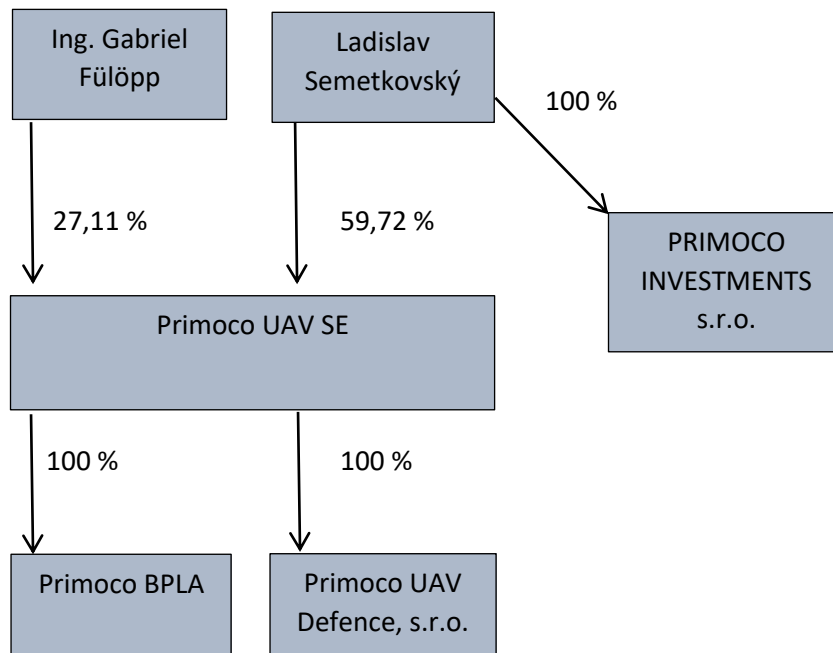 Ing. Gabriel
Fülöpp
Ladislav
Semetkovský
100 %
27,11 %
59,72 %
PRIMOCO
INVESTMENTS
s.r.o.
Primoco UAV SE
100 %
100 %
Primoco BPLA
Primoco UAV
Defence, s.r.o.